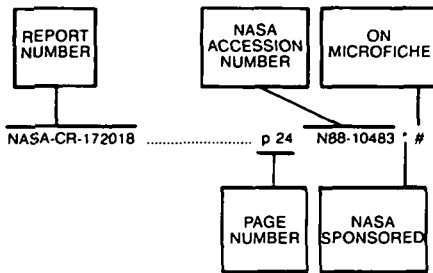 REPORT
NUMBER
NASA
ACCESSION
NUMBER
ON
MICROFICHE
NASA-CR-172018 ........................ p 24 N88-10483 * #
PAGE
NUMBER
NASA
SPONSORED